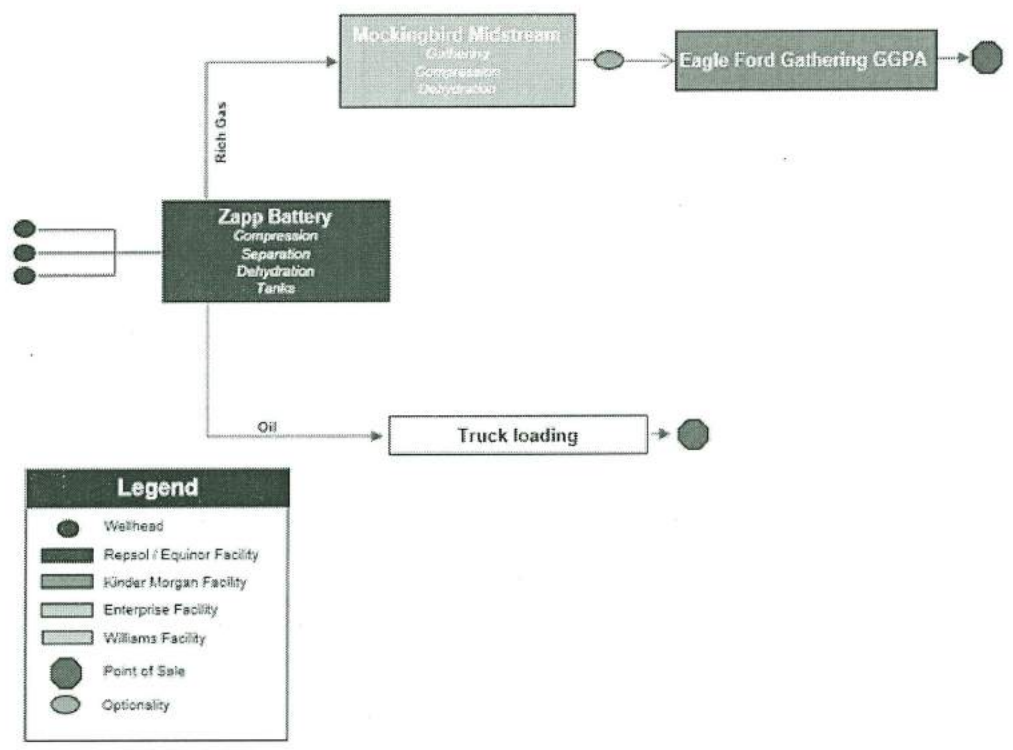 Mockingbird Midstream
Gathering
Compression
Dehydration
Eagle Ford Gathering GGPA
Rich Gas
Zapp Battery
Compression
Separation
Dehydration
Tanks
Oil
Truck loading
Legend
Wellhead
Repsol / Equinor Facility
Kinder Morgan Facility
Enterprise Facility
Williams Facility
Point of Sale
Optionality